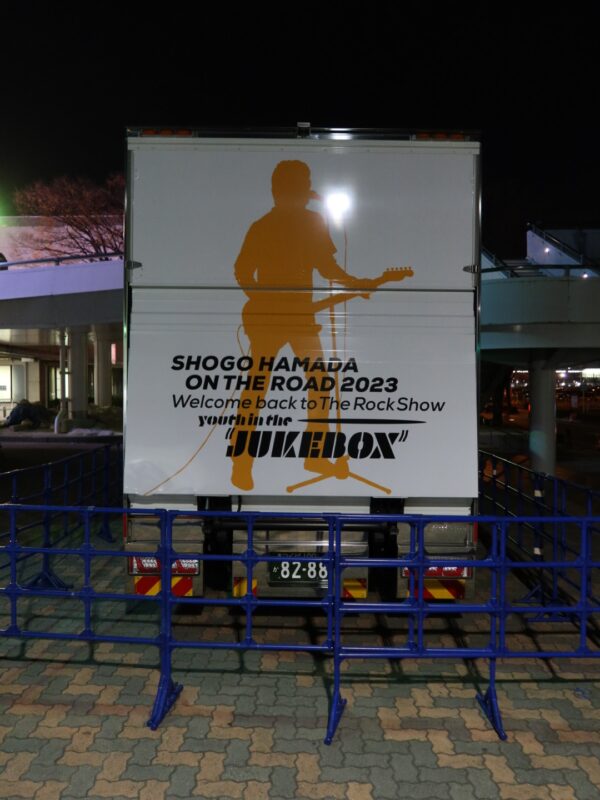 SHOGO HAMADA
ON THE ROAD 2023
Welcome back to The Rock Show
youth in the
"JUKEBOX"
82-88